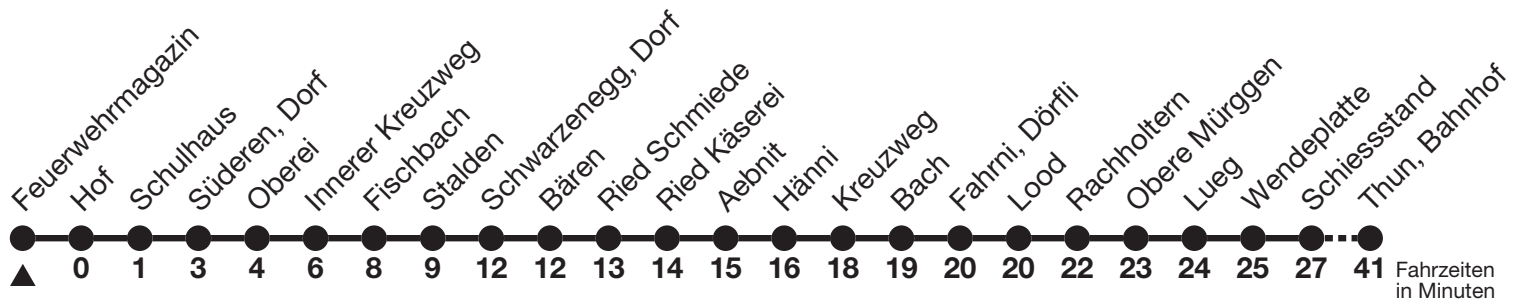 Feuerwehrmagazin
Hof
Schulhaus
Süderen, Dorf
Oberei
Innerer Kreuzweg
Fischbach
Stalden
Schwarzenegg, Dorf
Bären
Ried Schmiede
Ried Käserei
Aebnit
Hänni
Kreuzweg
Bach
Fahrni, Dörfli
Lood
Rachholtern
Obere Mürggen
Lueg
Wendeplatte
Schiessstand
Thun, Bahnhof
0 1 3 4 6 8 9 12 12 13 14 15 16 18 19 20 20 22 23 24 25 27 41 Fahrzeiten
in Minuten